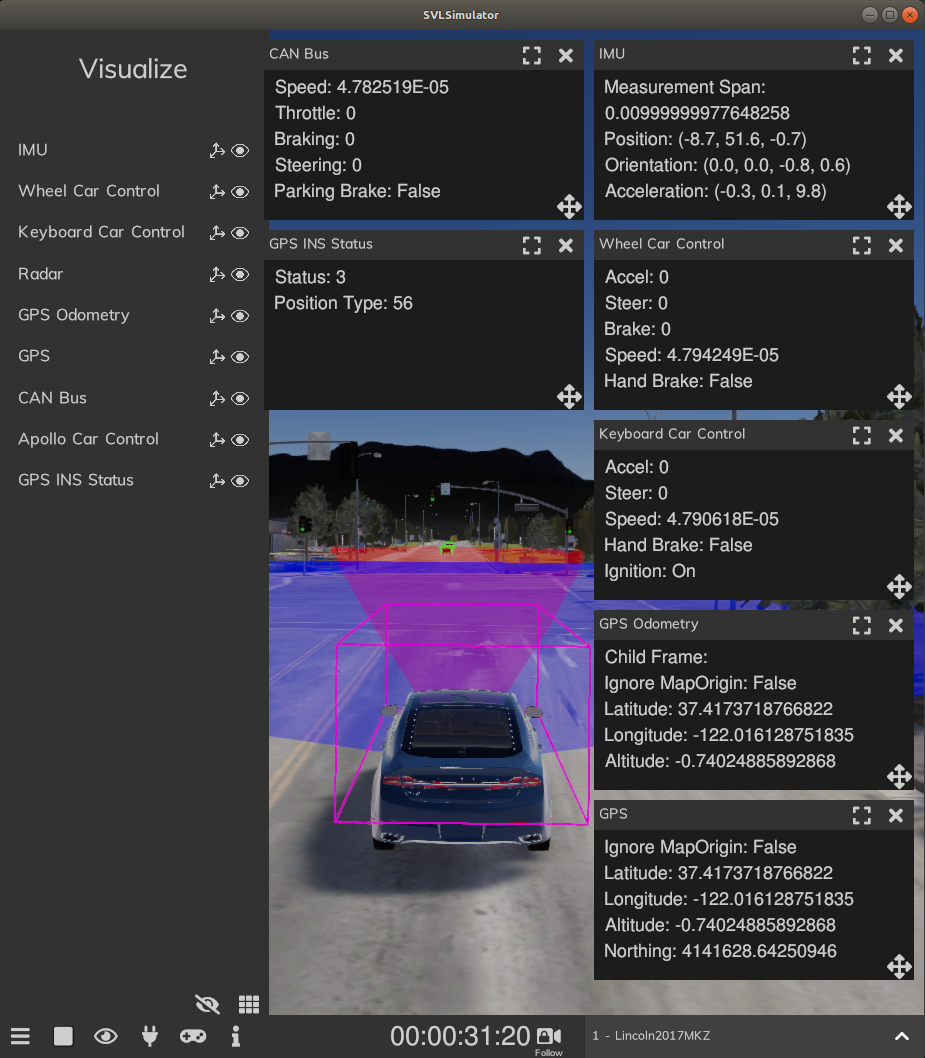 SVLSimulator
Visualize
IMU
Wheel Car Control
Keyboard Car Control
Radar
GPS Odometry
GPS
CAN Bus
Apollo Car Control
GPS INS Status
CAN Bus
Speed: 4.782519E-05
Throttle: 0
Braking: 0
Steering: 0
Parking Brake: False
IMU
Measurement Span:
0.00999999977648258
Position: (-8.7, 51.6, -0.7)
Orientation: (0.0, 0.0, -0.8, 0.6)
Acceleration: (-0.3, 0.1, 9.8)
GPS INS Status
Status: 3
Position Type: 56
Wheel Car Control
Accel: 0
Steer: 0
Brake: 0
Speed: 4.794249E-05
Hand Brake: False
Keyboard Car Control
Accel: 0
Steer: 0
Speed: 4.790618E-05
Hand Brake: False
Ignition: On
GPS Odometry
Child Frame:
Ignore MapOrigin: False
Latitude: 37.4173718766822
Longitude: -122.016128751835
Altitude: -0.74024885892868
GPS
Ignore MapOrigin: False
Latitude: 37.4173718766822
Longitude: -122.016128751835
Altitude: -0.74024885892868
Northing: 4141628.64250946
00:00:31:20
Follow
1 - Lincoln2017MKZ